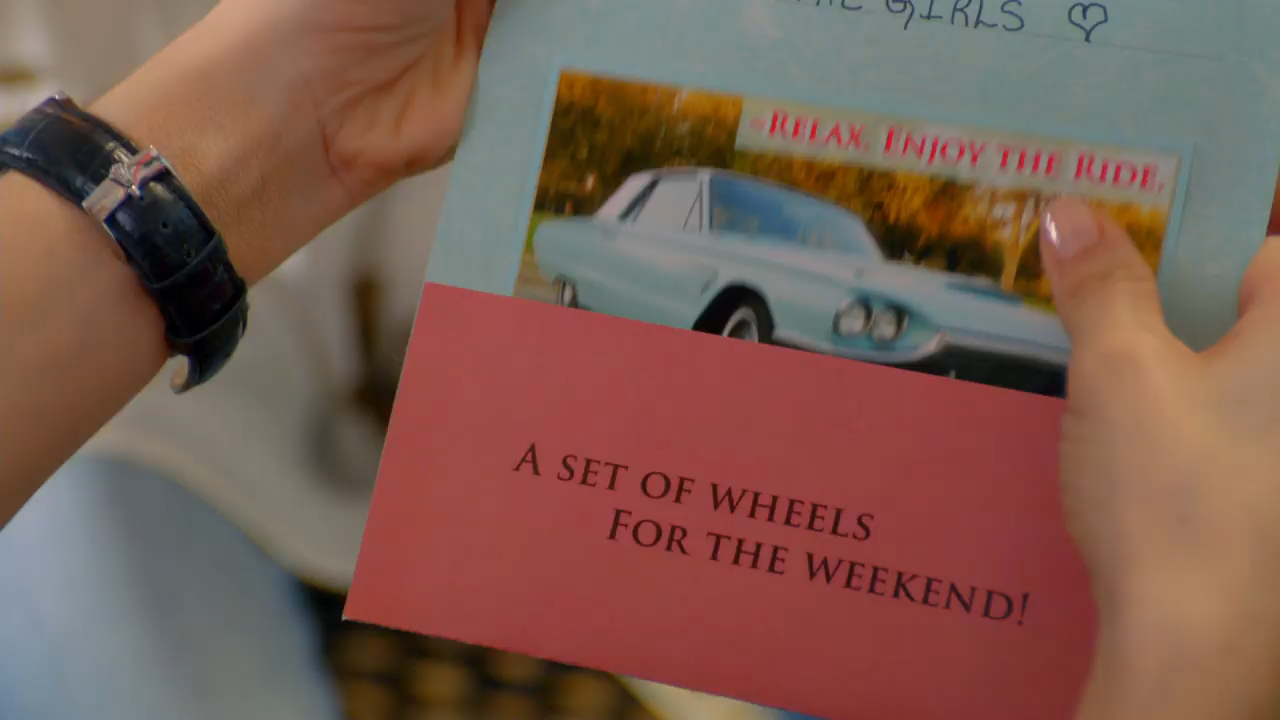 GIRLS ♡
-RELAX. ENJOY THE RIDE.
A SET OF WHEELS
FOR THE WEEKEND!